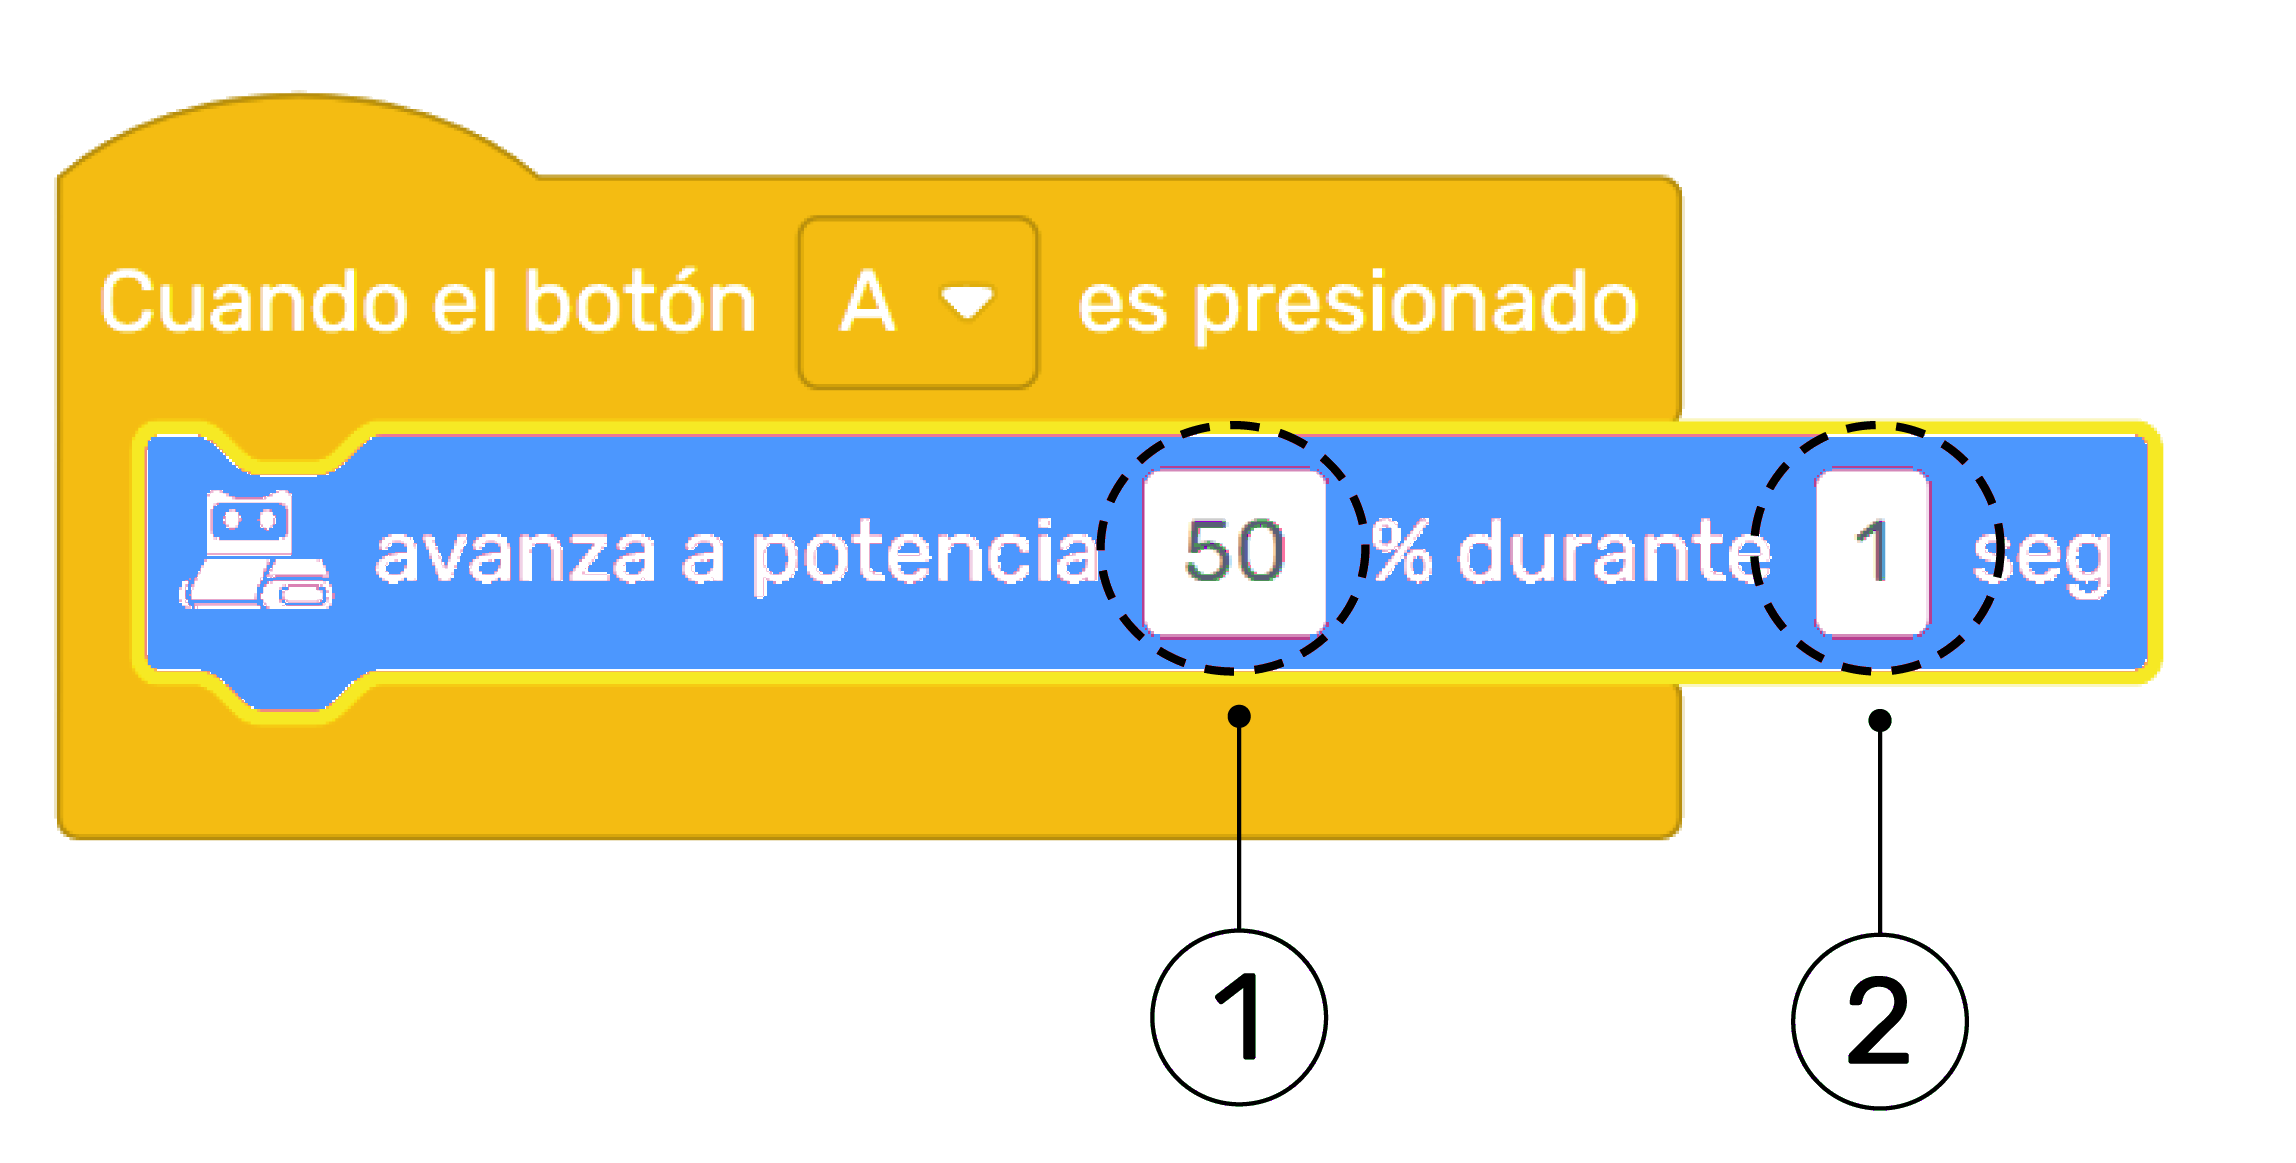 Cuando el botón A es presionado
avanza a potencia 50 % durante 1 seg
1 2